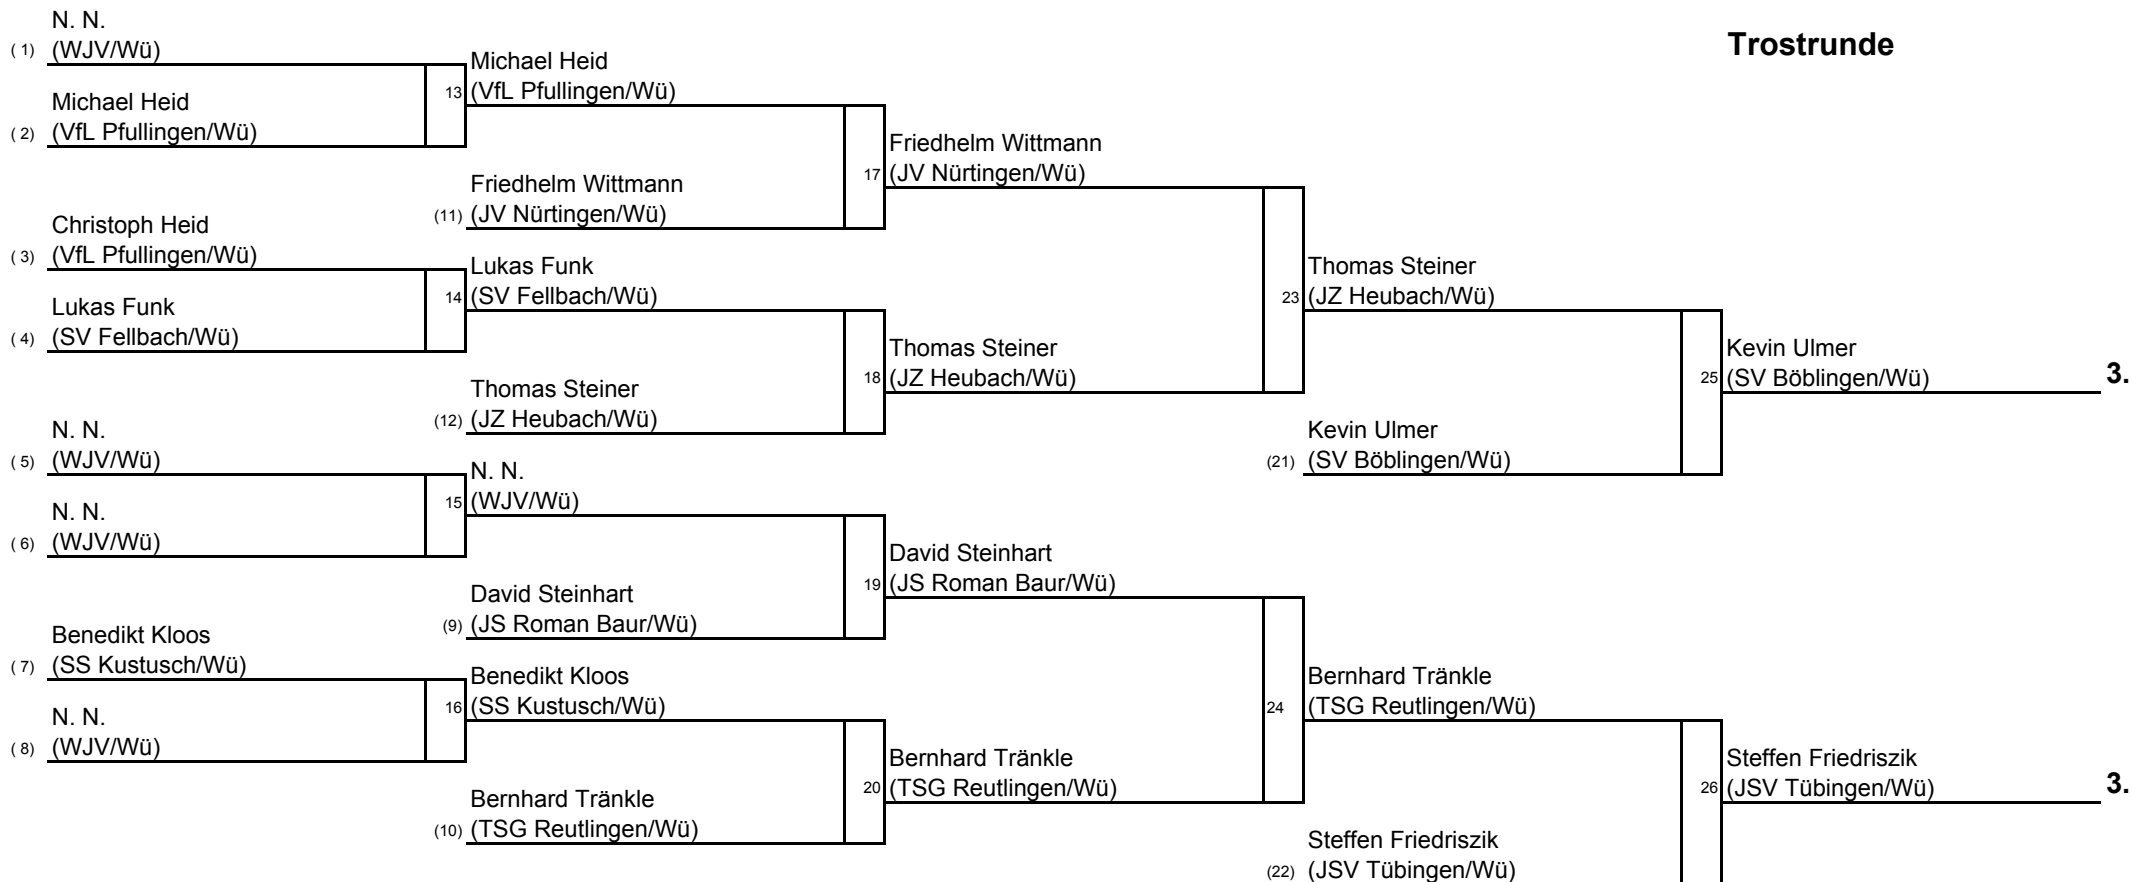 Trostrunde
N. N.
( 1) (WJV/Wü)
Michael Heid
( 2) (VfL Pfullingen/Wü)
Christoph Heid
( 3) (VfL Pfullingen/Wü)
Lukas Funk
( 4) (SV Fellbach/Wü)
N. N.
( 5) (WJV/Wü)
N. N.
( 6) (WJV/Wü)
Benedikt Kloos
( 7) (SS Kustusch/Wü)
N. N.
( 8) (WJV/Wü)
Michael Heid
13 (VfL Pfullingen/Wü)
Friedhelm Wittmann
(11) (JV Nürtingen/Wü)
Lukas Funk
14 (SV Fellbach/Wü)
Thomas Steiner
(12) (JZ Heubach/Wü)
N. N.
15 (WJV/Wü)
David Steinhart
(9) (JS Roman Baur/Wü)
Benedikt Kloos
16 (SS Kustusch/Wü)
Bernhard Tränkle
(10) (TSG Reutlingen/Wü)
Friedhelm Wittmann
17 (JV Nürtingen/Wü)
Thomas Steiner
18 (JZ Heubach/Wü)
David Steinhart
19 (JS Roman Baur/Wü)
Bernhard Tränkle
20 (TSG Reutlingen/Wü)
Thomas Steiner
23 (JZ Heubach/Wü)
Kevin Ulmer
(21) (SV Böblingen/Wü)
Bernhard Tränkle
24 (TSG Reutlingen/Wü)
Steffen Friedriszik
(22) (JSV Tübingen/Wü)
Kevin Ulmer
25 (SV Böblingen/Wü) 3.
Steffen Friedriszik
26 (JSV Tübingen/Wü) 3.